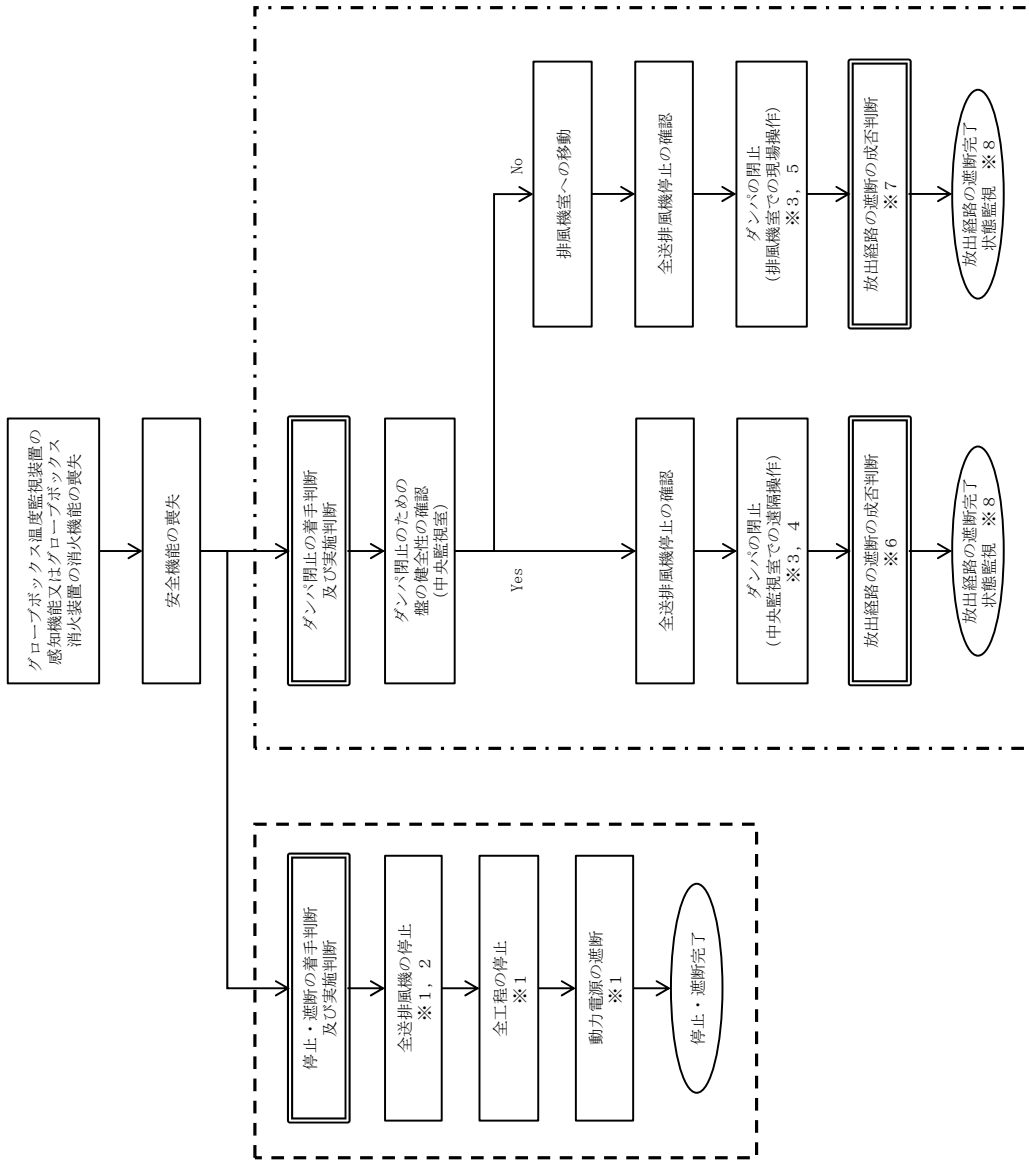 グローブボックス温度監視装置の
感知機能又はグローブボックス
消火装置の消火機能の喪失
安全機能の喪失
停止・遮断の着手判断
及び実施判断
全送排風機の停止
※1, 2
全工程の停止
※1
動力電源の遮断
※1
停止・遮断完了
ダンパ閉止の着手判断
及び実施判断
ダンパ閉止のための
盤の健全性の確認
(中央監視室)
Yes
No
全送排風機停止の確認
ダンパの閉止
(中央監視室での遠隔操作)
※3, 4
放出経路の遮断の成否判断
※6
放出経路の遮断完了
状態監視 ※8
排風機室への移動
全送排風機停止の確認
ダンパの閉止
(排風機室での現場操作)
※3, 5
放出経路の遮断の成否判断
※7
放出経路の遮断完了
状態監視 ※8